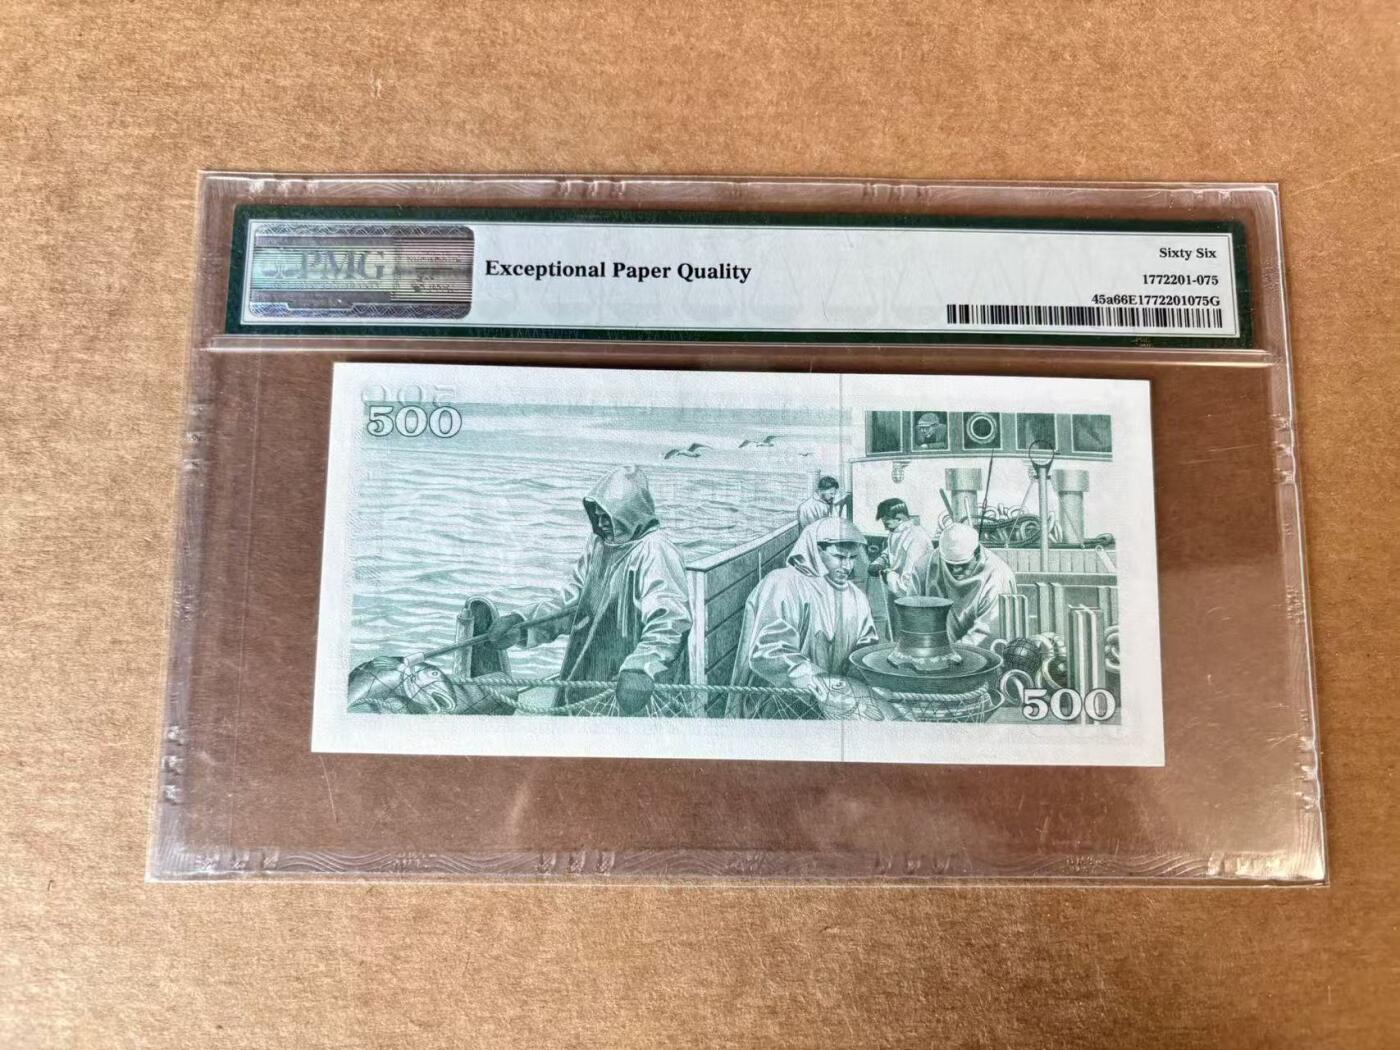 PMG
Exceptional Paper Quality
Sixty Six
1772201-075
45a66E1772201075G
500
500